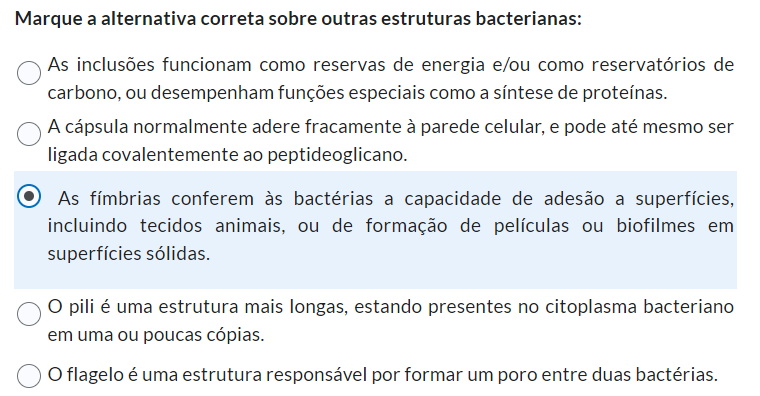 Marque a alternativa correta sobre outras estruturas bacterianas:
As inclusões funcionam como reservas de energia e/ou como reservatórios de
carbono, ou desempenham funções especiais como a síntese de proteínas.
A cápsula normalmente adere fracamente à parede celular, e pode até mesmo ser
ligada covalentemente ao peptideoglicano.
As fímbrias conferem às bactérias a capacidade de adesão a superfícies,
incluindo tecidos animais, ou de formação de películas ou biofilmes em
superfícies sólidas.
O pili é uma estrutura mais longas, estando presentes no citoplasma bacteriano
em uma ou poucas cópias.
O flagelo é uma estrutura responsável por formar um poro entre duas bactérias.